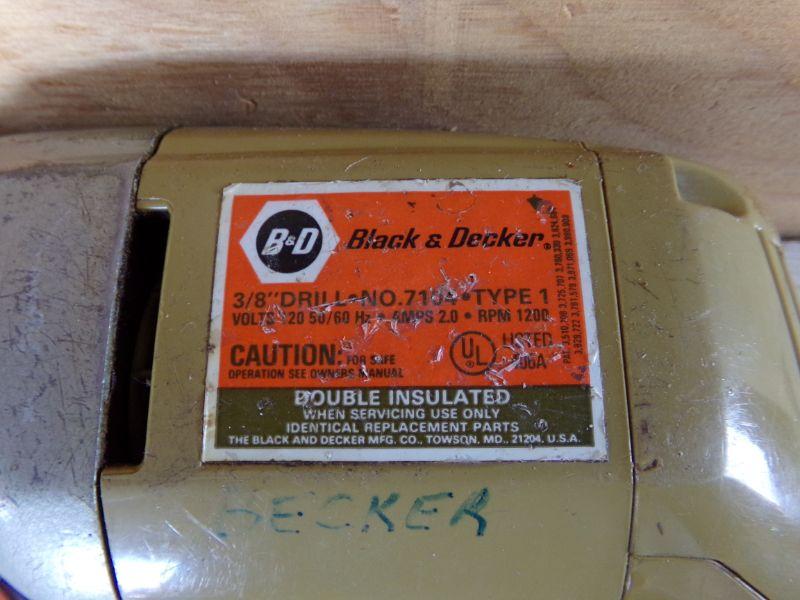 B&D Black & Decker®
3/8" DRILL • NO. 7104 • TYPE 1
VOLTS 120 50/60 Hz • AMPS 2.0 • RPM 1200
CAUTION: FOR SAFE
OPERATION SEE OWNERS MANUAL
UL® LISTED
DOUBLE INSULATED
WHEN SERVICING USE ONLY
IDENTICAL REPLACEMENT PARTS
THE BLACK AND DECKER MFG. CO., TOWSON, MD., 21204, U.S.A.
DECKER